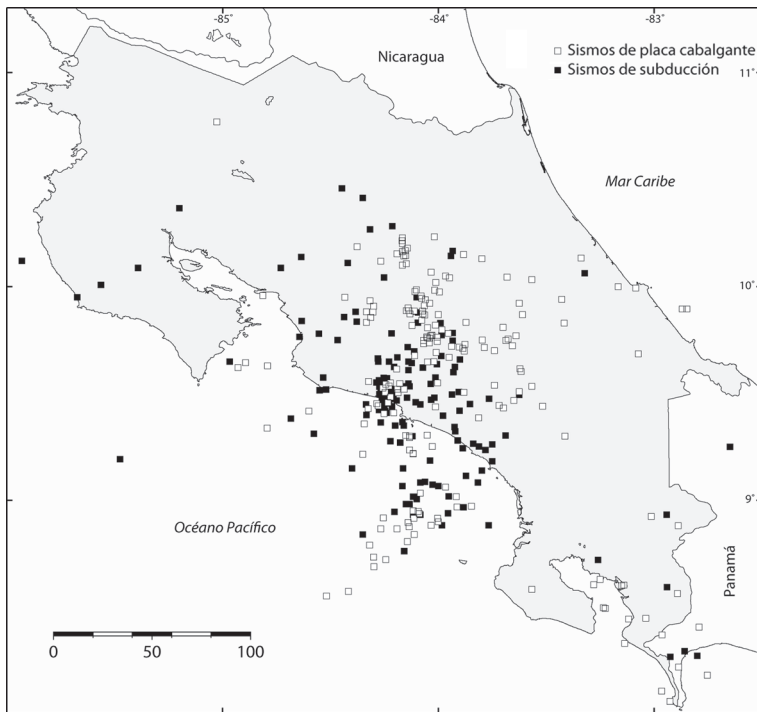 -85° -84° -83°
Nicaragua
Sismos de placa cabalgante
Sismos de subducción
11°
Mar Caribe
10°
9°
Océano Pacífico
Panamá
0 50 100